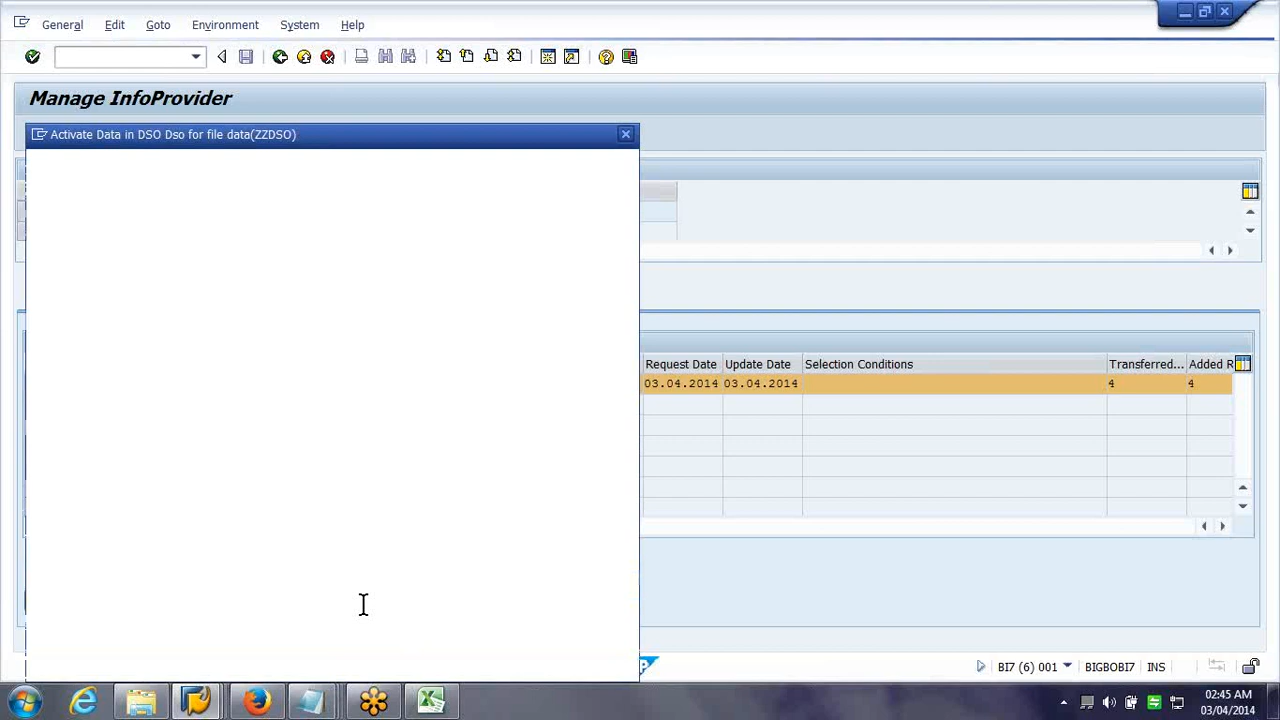 General Edit Goto Environment System Help
Manage InfoProvider
Activate Data in DSO Dso for file data(ZZDSO)
Request Date Update Date Selection Conditions Transferred... Added R
03.04.2014 03.04.2014 4 4
BI7 (6) 001 BIGBOBI7 INS
02:45 AM
03/04/2014